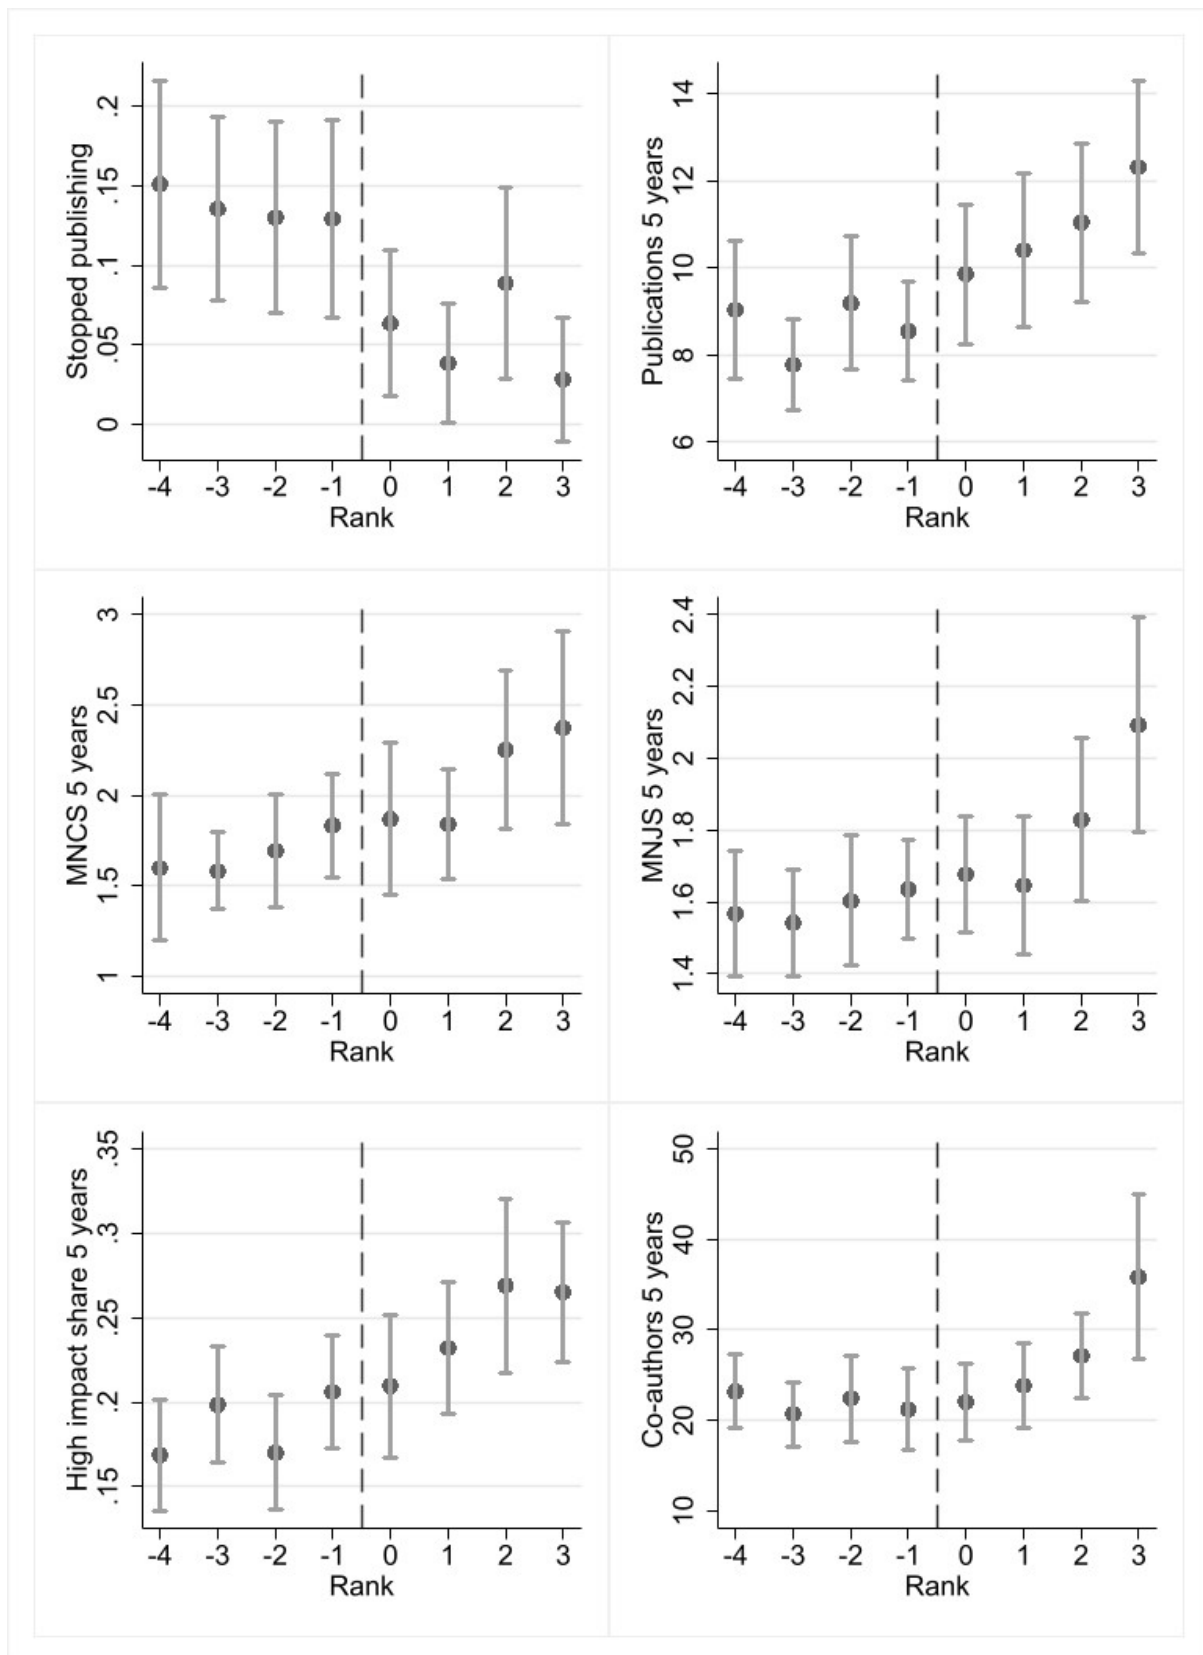 Stopped publishing
.2
.15
.1
.05
0
-4 -3 -2 -1 0 1 2 3
Rank
Publications 5 years
14
12
10
8
6
-4 -3 -2 -1 0 1 2 3
Rank
MNCS 5 years
3
2.5
2
1.5
1
-4 -3 -2 -1 0 1 2 3
Rank
MNJS 5 years
2.4
2.2
2
1.8
1.6
1.4
-4 -3 -2 -1 0 1 2 3
Rank
High impact share 5 years
.35
.3
.25
.2
.15
-4 -3 -2 -1 0 1 2 3
Rank
Co-authors 5 years
50
40
30
20
10
-4 -3 -2 -1 0 1 2 3
Rank